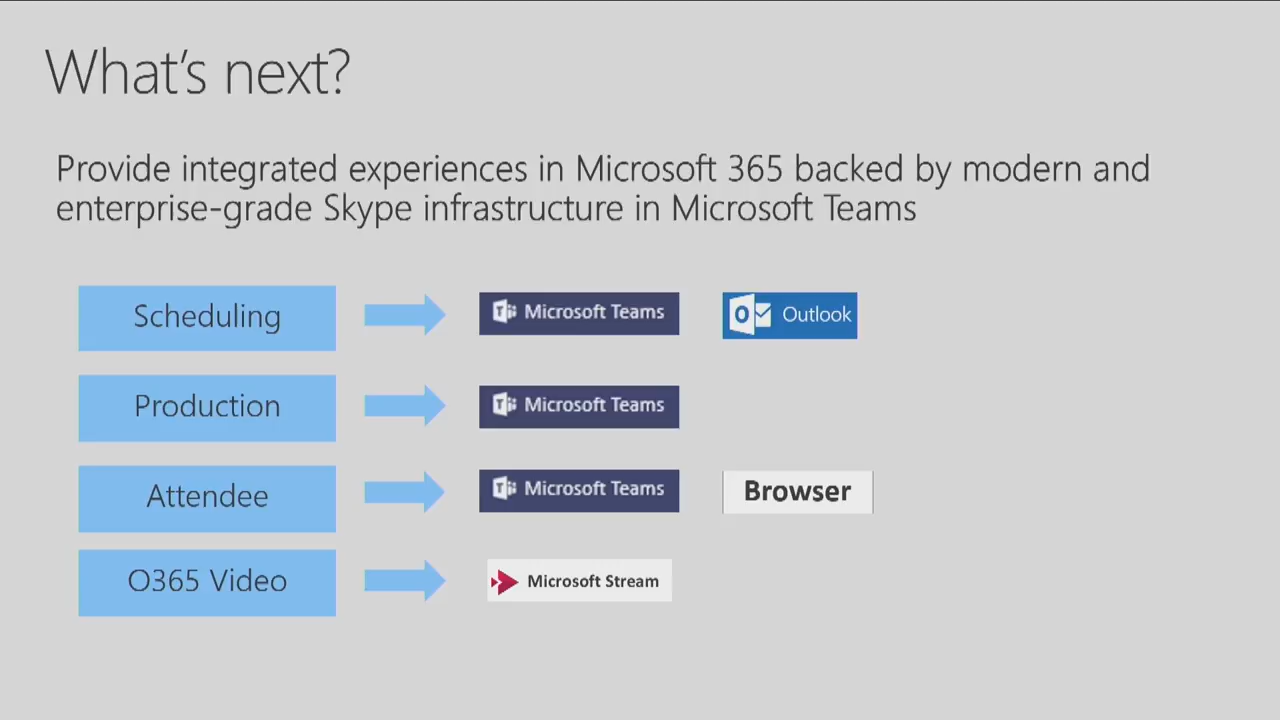 What's next?
Provide integrated experiences in Microsoft 365 backed by modern and
enterprise-grade Skype infrastructure in Microsoft Teams
Scheduling
Microsoft Teams
Outlook
Production
Microsoft Teams
Attendee
Microsoft Teams
Browser
O365 Video
Microsoft Stream